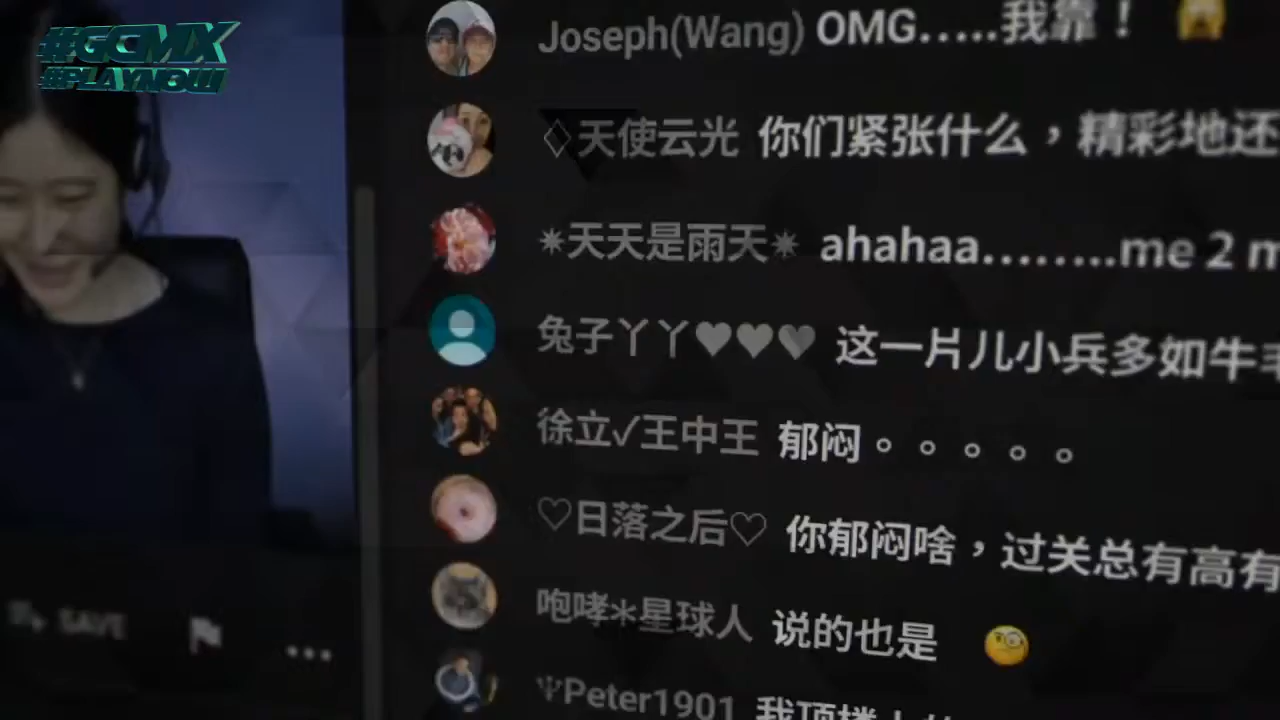 #GCMX
#PLAYNOW
Joseph(Wang) OMG.....我靠！
♢天使云光 你们紧张什么，精彩地还
✷天天是雨天✷ ahahaa........me 2 m
兔子丫丫♥♥♥ 这一片儿小兵多如牛毛
徐立✓王中王 郁闷。。。。。
♡日落之后♡ 你郁闷啥，过关总有高有
咆哮＊星球人 说的也是
SAVE
Ψ Peter1901